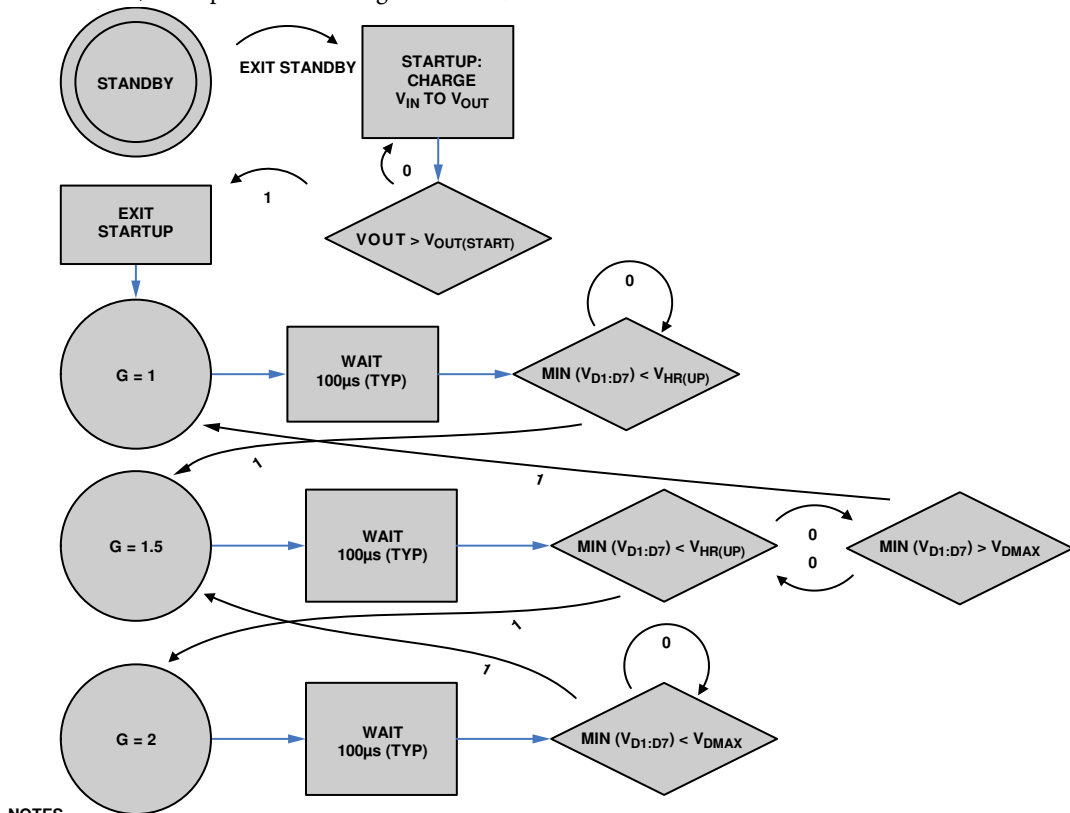 STANDBY
EXIT STANDBY
STARTUP:
CHARGE
VIN TO VOUT
0
1
EXIT
STARTUP
VOUT > VOUT(START)
0
G = 1
WAIT
100µs (TYP)
MIN (VD1:D7) < VHR(UP)
1
1
G = 1.5
WAIT
100µs (TYP)
MIN (VD1:D7) < VHR(UP)
0
0
MIN (VD1:D7) > VDMAX
1
1
0
G = 2
WAIT
100µs (TYP)
MIN (VD1:D7) < VDMAX